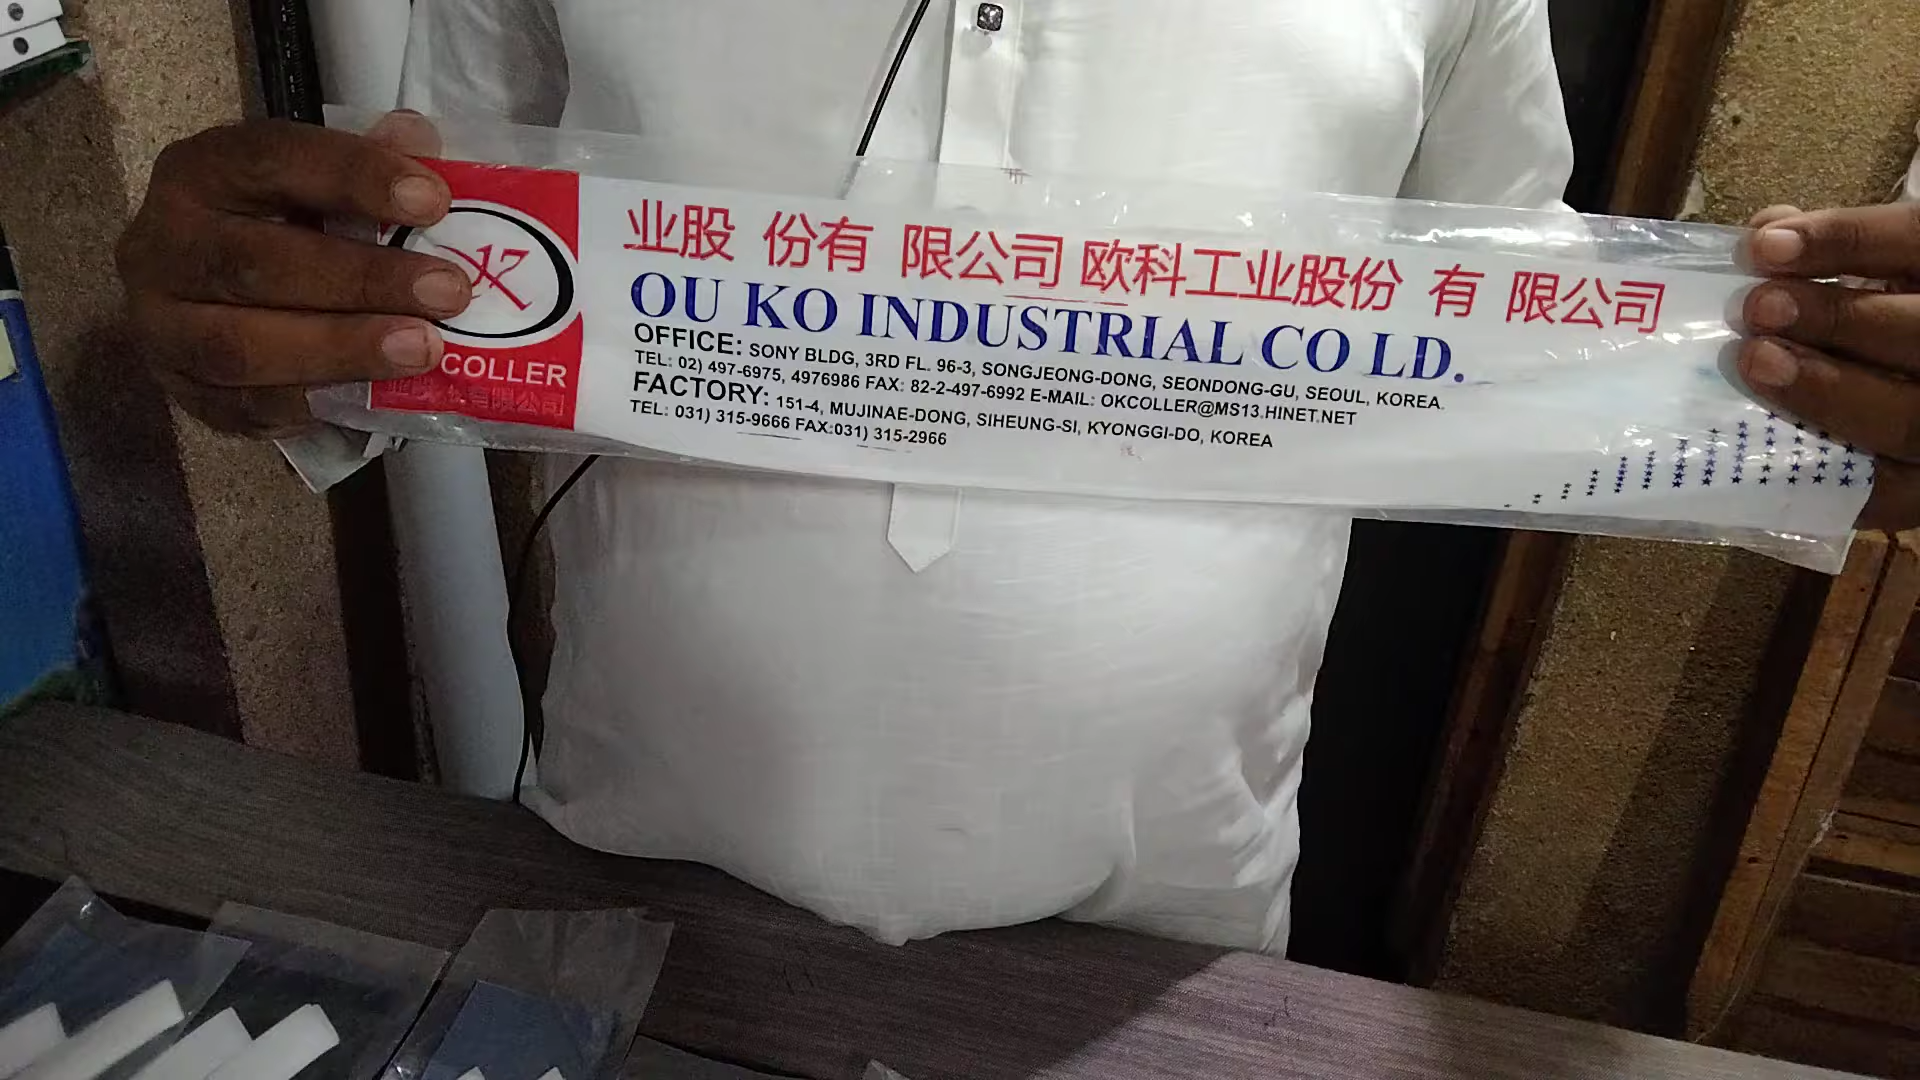 业股 份有 限公司 欧科工业股份 有 限公司
OU KO INDUSTRIAL CO LD.
OFFICE: SONY BLDG, 3RD FL. 96-3, SONGJEONG-DONG, SEONDONG-GU, SEOUL, KOREA.
TEL: 02) 497-6975, 4976986 FAX: 82-2-497-6992 E-MAIL: OKCOLLER@MS13.HINET.NET
FACTORY: 151-4, MUJINAE-DONG, SIHEUNG-SI, KYONGGI-DO, KOREA
TEL: 031) 315-9666 FAX:031) 315-2966
COLLER